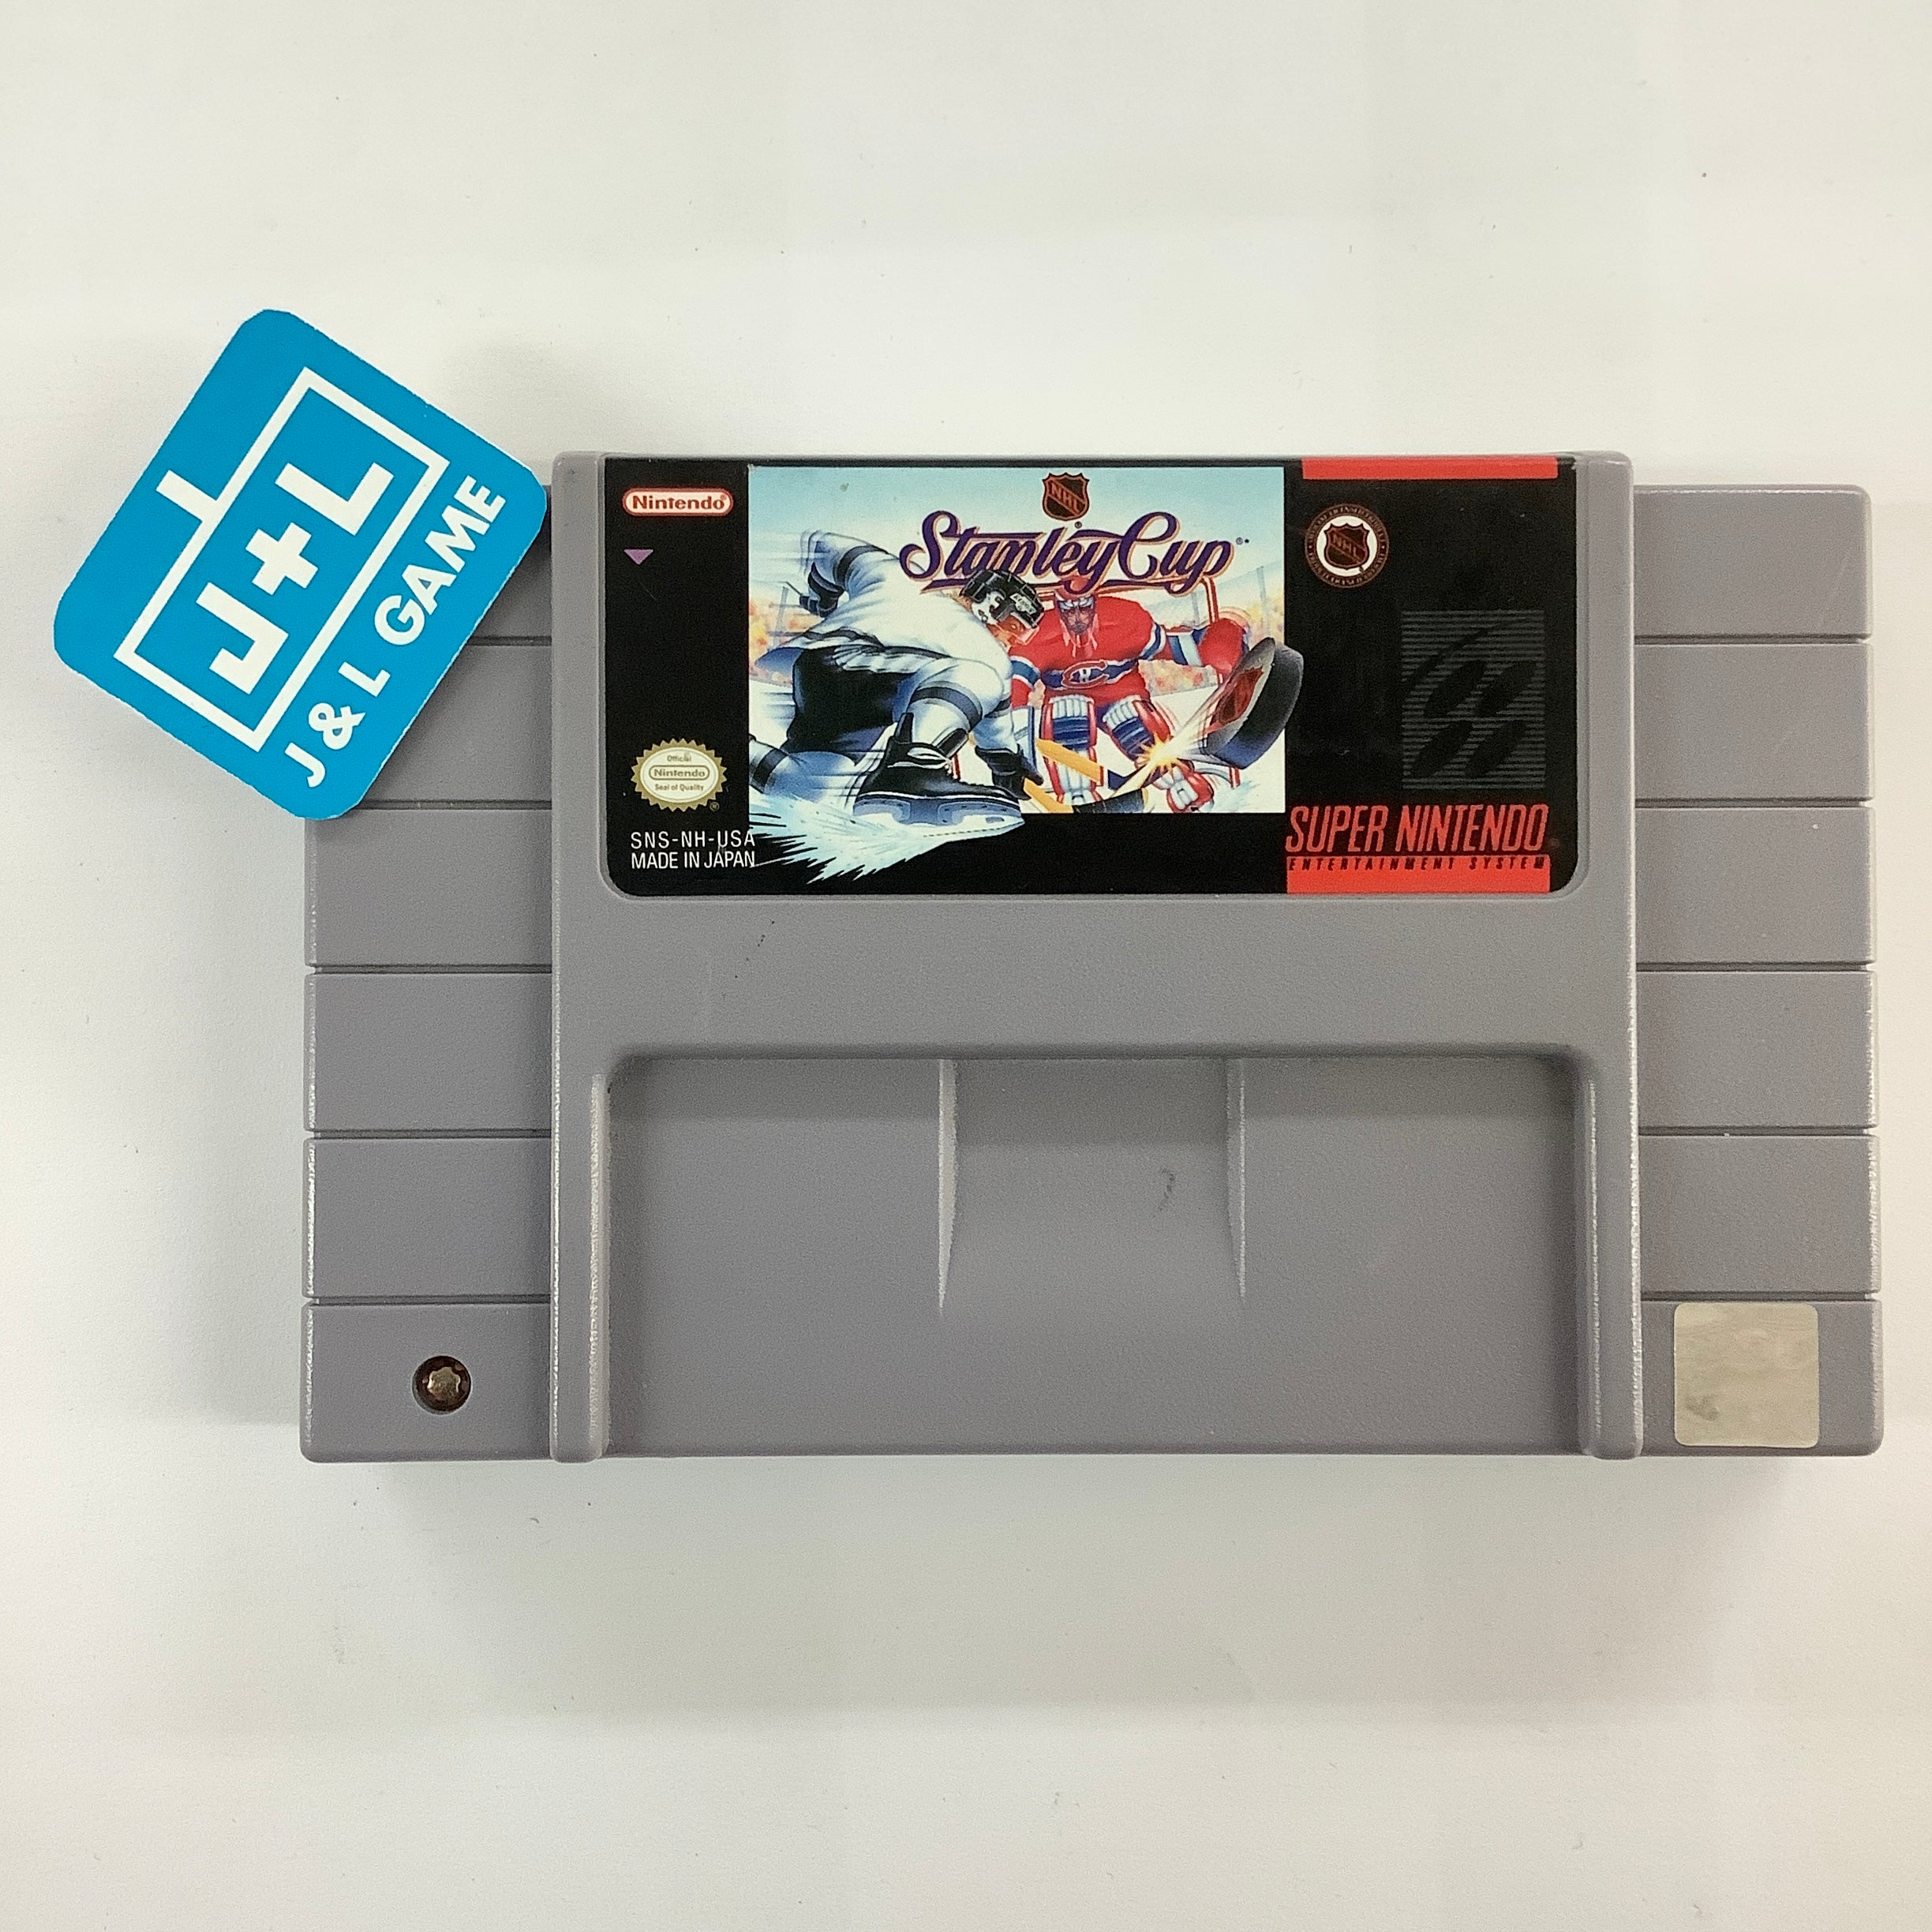 J+L
J & L GAME
Nintendo®
NHL
Stanley Cup
NHL
Official
Nintendo
Seal of Quality
SNS-NH-USA
MADE IN JAPAN
SUPER NINTENDO
ENTERTAINMENT SYSTEM